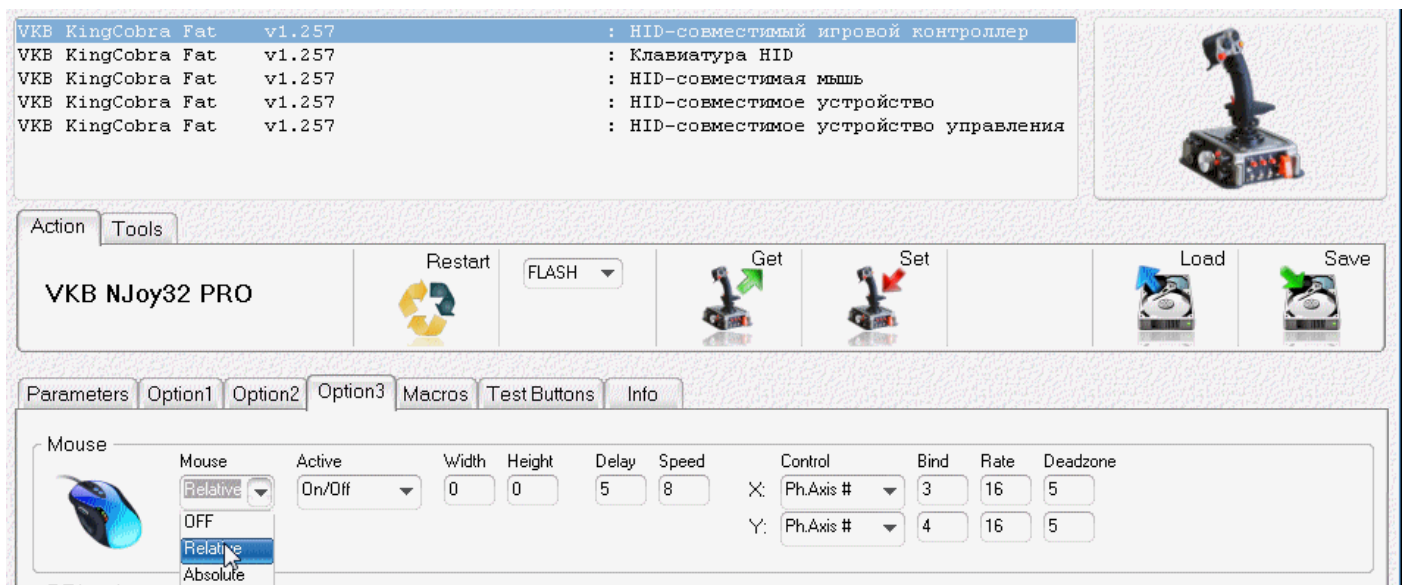 VKB KingCobra Fat v1.257 : HID-совместимый игровой контроллер
VKB KingCobra Fat v1.257 : Клавиатура HID
VKB KingCobra Fat v1.257 : HID-совместимая мышь
VKB KingCobra Fat v1.257 : HID-совместимое устройство
VKB KingCobra Fat v1.257 : HID-совместимое устройство управления
Action Tools
VKB NJoy32 PRO
Restart FLASH Get Set Load Save
Parameters Option1 Option2 Option3 Macros Test Buttons Info
Mouse
Mouse Active Width Height Delay Speed Control Bind Rate Deadzone
Relative On/Off 0 0 5 8 X: Ph.Axis # 3 16 5
OFF
Y: Ph.Axis # 4 16 5
Relative
Absolute